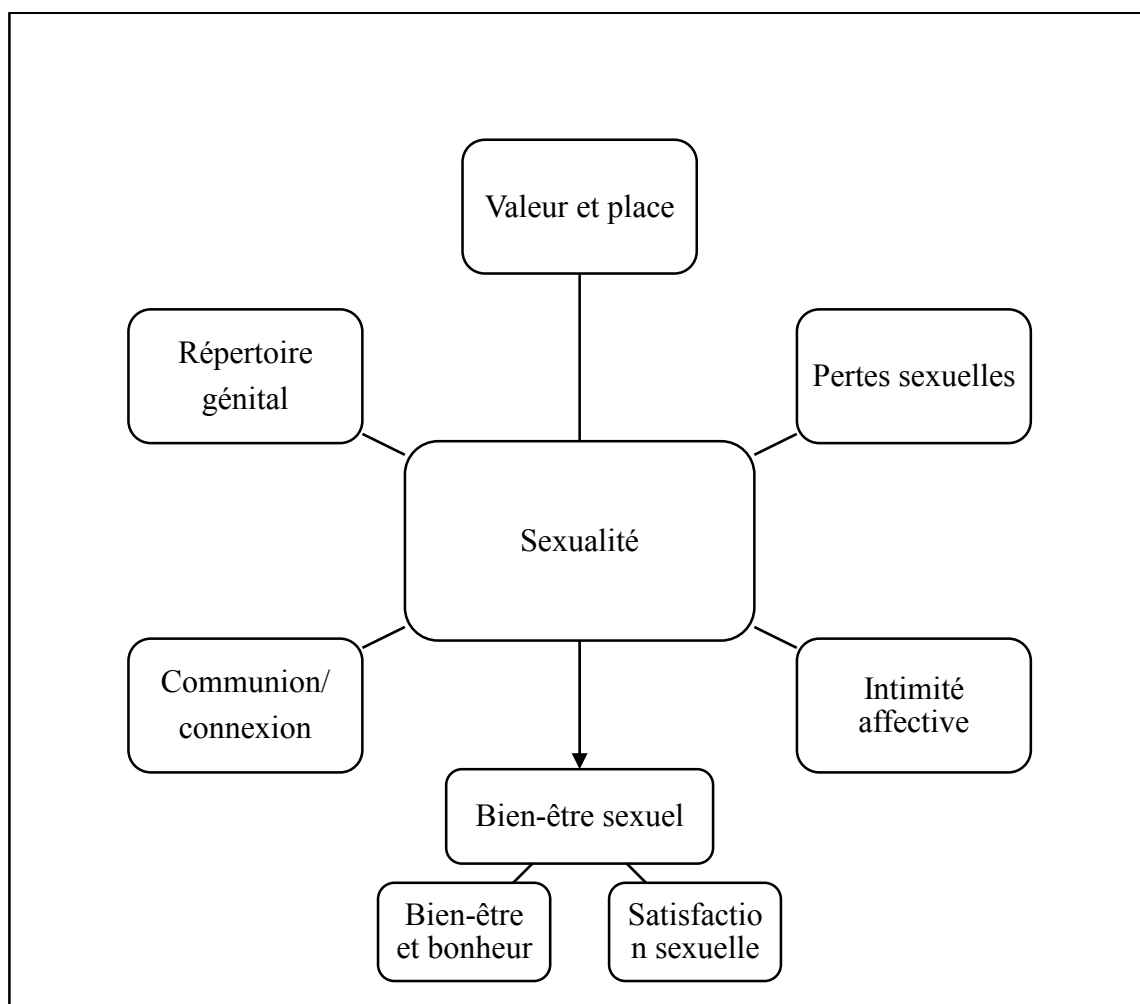 Valeur et place
Répertoire
génital
Pertes sexuelles
Sexualité
Communion/
connexion
Intimité
affective
Bien-être sexuel
Bien-être
et bonheur
Satisfactio
n sexuelle